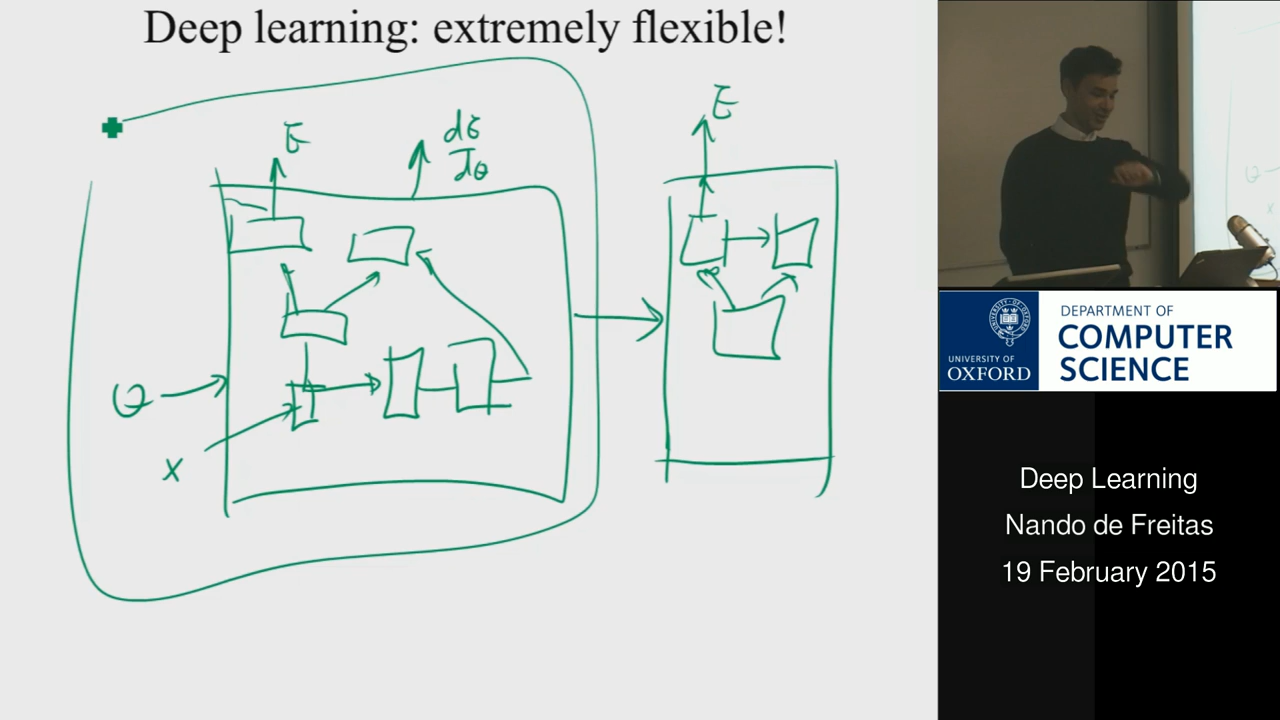 Deep learning: extremely flexible!
E
dE
dθ
E
θ
x
UNIVERSITY OF
OXFORD
DEPARTMENT OF
COMPUTER
SCIENCE
Deep Learning
Nando de Freitas
19 February 2015